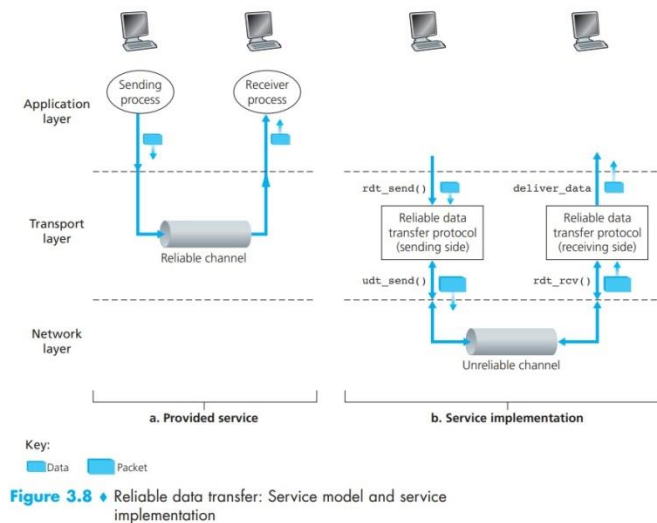 Application
layer
Sending
process
Receiver
process
Transport
layer
Reliable channel
Network
layer
a. Provided service
rdt_send()
deliver_data
Reliable data
transfer protocol
(sending side)
Reliable data
transfer protocol
(receiving side)
udt_send()
rdt_rcv()
Unreliable channel
b. Service implementation
Key:
Data
Packet
Figure 3.8 ♦ Reliable data transfer: Service model and service
implementation